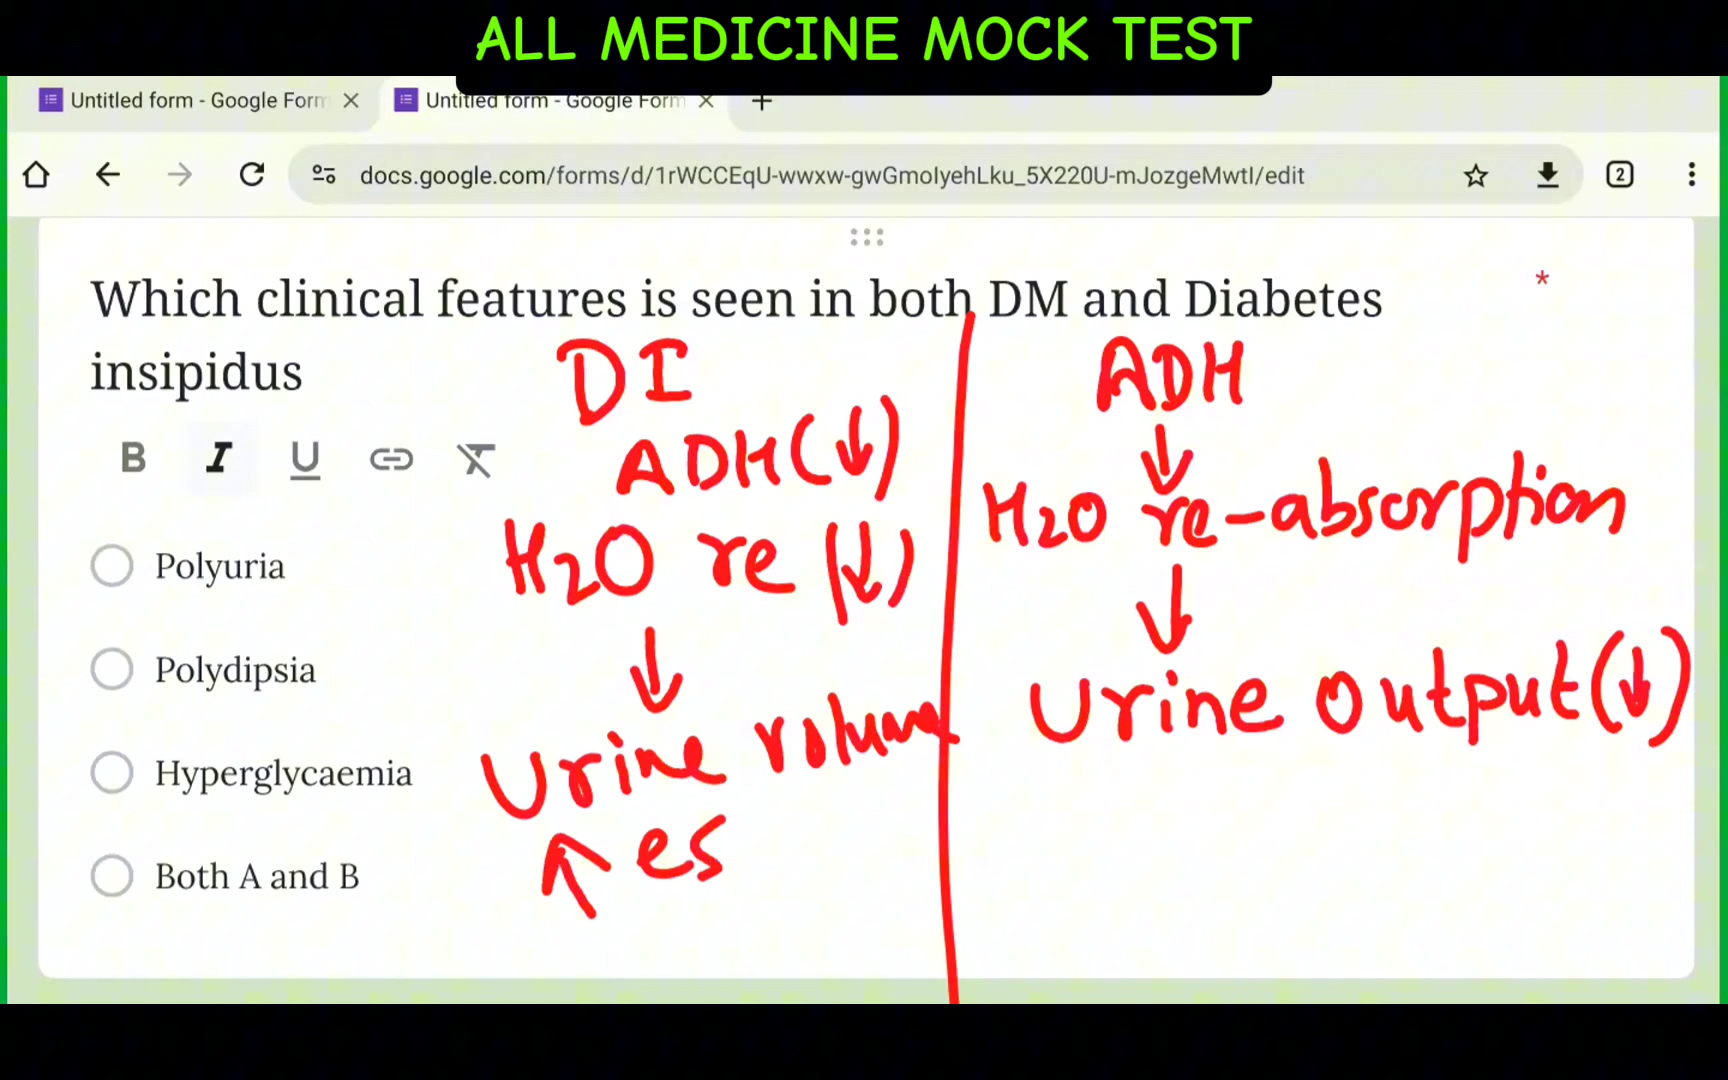 ALL MEDICINE MOCK TEST
Untitled form - Google Form
Untitled form - Google Form
docs.google.com/forms/d/1rWCCEqU-wwxw-gwGmoIyehLku_5X220U-mJozgeMwtI/edit
2
Which clinical features is seen in both DM and Diabetes *
insipidus
B I U
Polyuria
Polydipsia
Hyperglycaemia
Both A and B
DI
ADH(↓)
H2O re (↓)
↓
Urine volume
↑ es
ADH
↓
H2O re-absorption
↓
Urine output(↓)